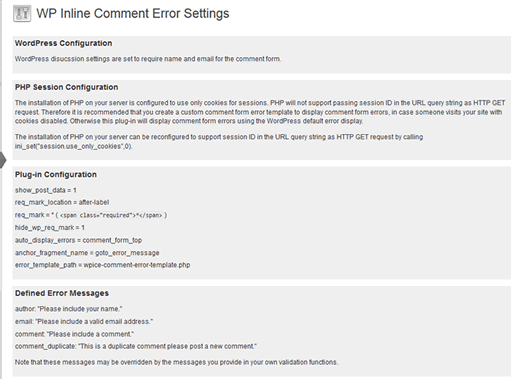 WP Inline Comment Error Settings
WordPress Configuration
WordPress disucssion settings are set to require name and email for the comment form.
PHP Session Configuration
The installation of PHP on your server is configured to use only cookies for sessions. PHP will not support passing session ID in the URL query string as HTTP GET
request. Therefore it is recommended that you create a custom comment form error template to display comment form errors, in case someone visits your site with
cookies disabled. Otherwise this plug-in will display comment form errors using the WordPress default error display.
The installation of PHP on your server can be reconfigured to support session ID in the URL query string as HTTP GET request by calling
ini_set("session.use_only_cookies",0).
Plug-in Configuration
show_post_data = 1
req_mark_location = after-label
req_mark = * ( <span class="required">*</span> )
hide_wp_req_mark = 1
auto_display_errors = comment_form_top
anchor_fragment_name = goto_error_message
error_template_path = wpice-comment-error-template.php
Defined Error Messages
author: "Please include your name."
email: "Please include a valid email address."
comment: "Please include a comment."
comment_duplicate: "This is a duplicate comment please post a new comment."
Note that these messages may be overridden by the messages you provide in your own validation functions.